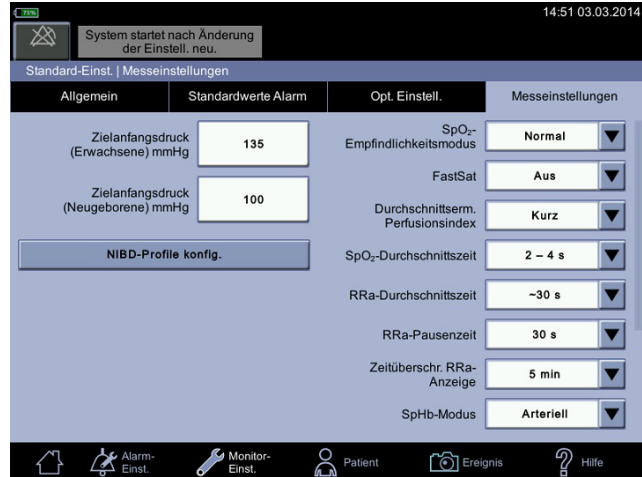 75%
14:51 03.03.2014
System startet nach Änderung
der Einstell. neu.
Standard-Einst. | Messeinstellungen
Allgemein
Standardwerte Alarm
Opt. Einstell.
Messeinstellungen
Zielanfangsdruck
(Erwachsene) mmHg
135
Zielanfangsdruck
(Neugeborene) mmHg
100
NIBD-Profile konfig.
SpO₂-
Empfindlichkeitsmodus
Normal
FastSat
Aus
Durchschnittserm.
Perfusionsindex
Kurz
SpO₂-Durchschnittszeit
2 – 4 s
RRa-Durchschnittszeit
~30 s
RRa-Pausenzeit
30 s
Zeitüberschr. RRa-
Anzeige
5 min
SpHb-Modus
Arteriell
Alarm-
Einst.
Monitor-
Einst.
Patient
Ereignis
Hilfe